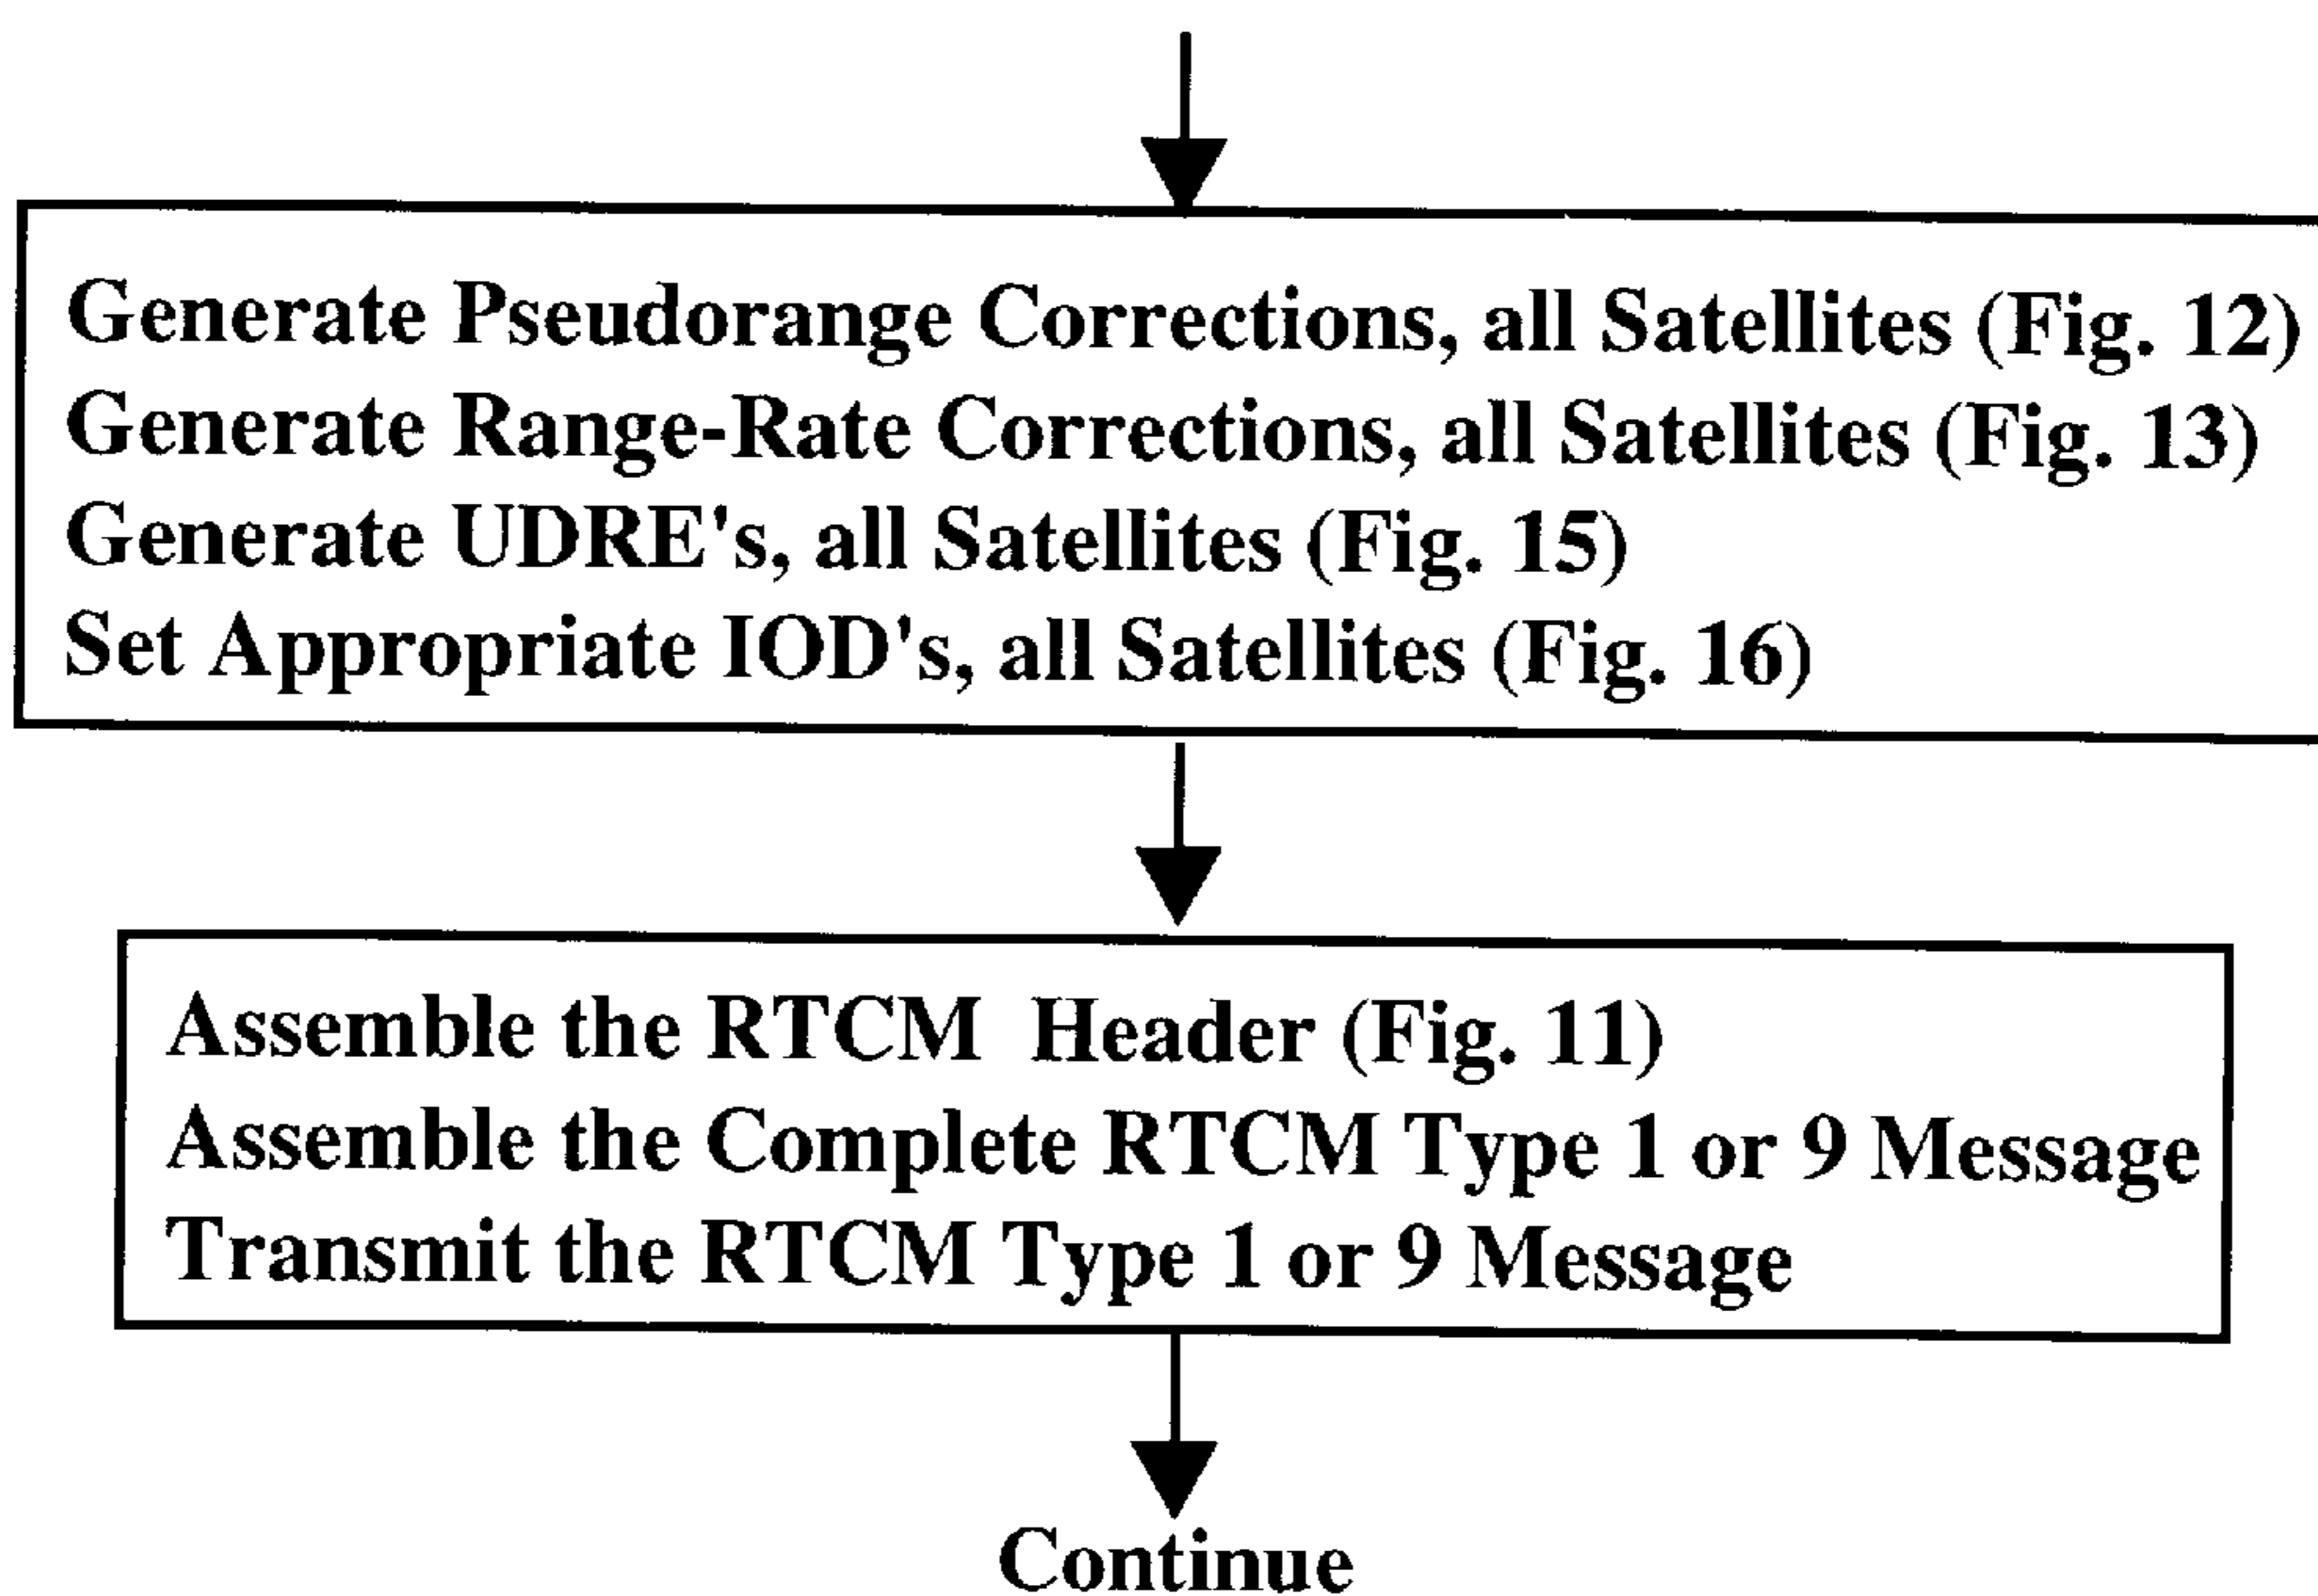 Generate Pseudorange Corrections, all Satellites (Fig. 12)
Generate Range-Rate Corrections, all Satellites (Fig. 13)
Generate UDRE's, all Satellites (Fig. 15)
Set Appropriate IOD's, all Satellites (Fig. 16)
Assemble the RTCM Header (Fig. 11)
Assemble the Complete RTCM Type 1 or 9 Message
Transmit the RTCM Type 1 or 9 Message
Continue